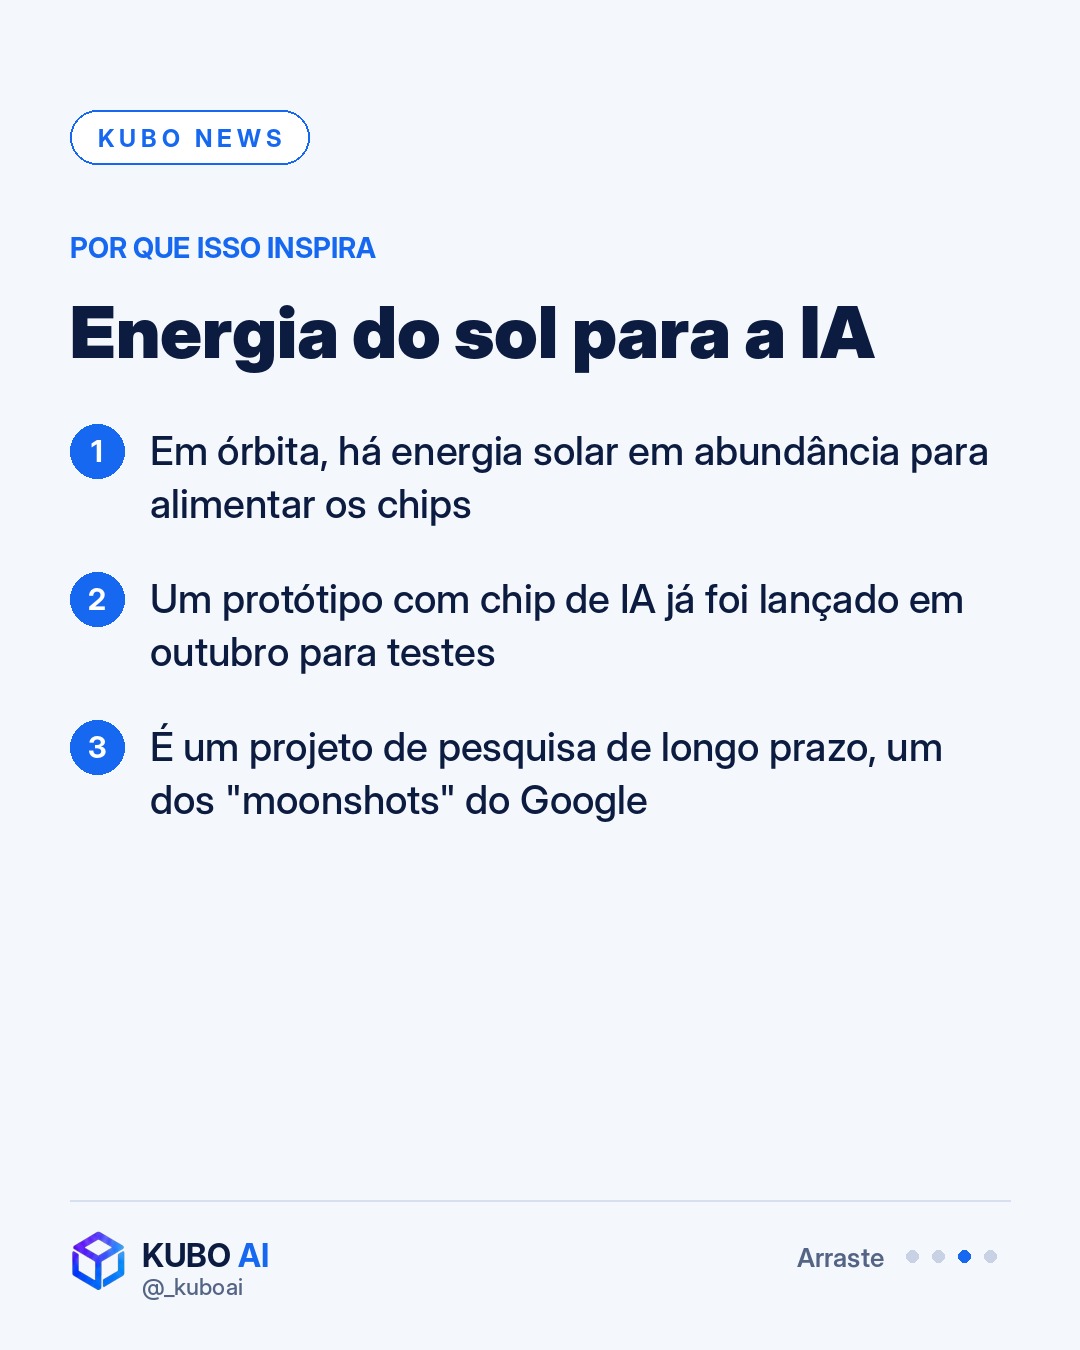 KUBO NEWS
POR QUE ISSO INSPIRA
Energia do sol para a IA
1 Em órbita, há energia solar em abundância para
alimentar os chips
2 Um protótipo com chip de IA já foi lançado em
outubro para testes
3 É um projeto de pesquisa de longo prazo, um
dos "moonshots" do Google
KUBO AI
@_kuboai
Arraste